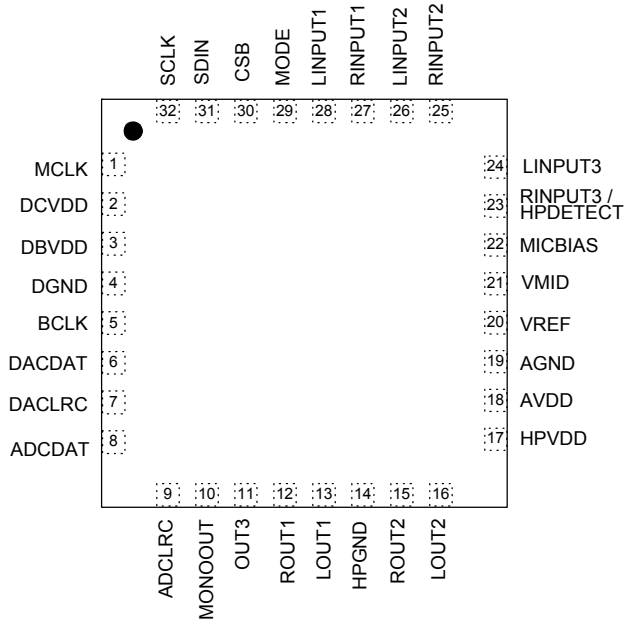 SCLK
SDIN
CSB
MODE
LINPUT1
RINPUT1
LINPUT2
RINPUT2
32
31
30
29
28
27
26
25
MCLK 1
DCVDD 2
DBVDD 3
DGND 4
BCLK 5
DACDAT 6
DACLRC 7
ADCDAT 8
24 LINPUT3
23 RINPUT3 /
HPDETECT
22 MICBIAS
21 VMID
20 VREF
19 AGND
18 AVDD
17 HPVDD
9
10
11
12
13
14
15
16
ADCLRC
MONOOUT
OUT3
ROUT1
LOUT1
HPGND
ROUT2
LOUT2